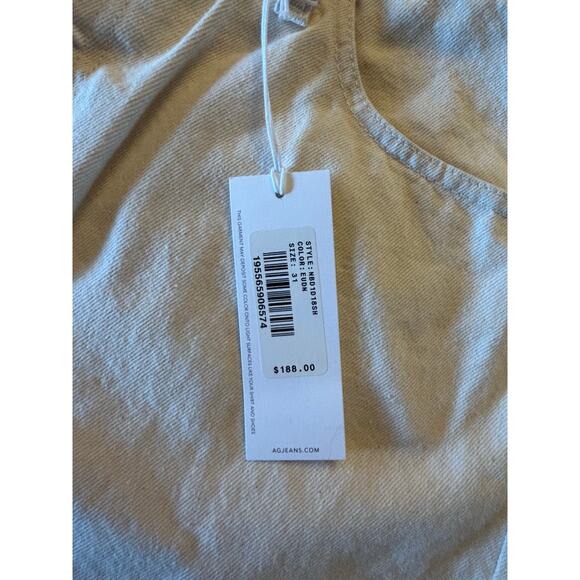 STYLE:NBD1D18SH
COLOR:EUDN
SIZE: 31
195565906574
$188.00
THIS GARMENT MAY DEPOSIT SOME COLOR ONTO LIGHT SURFACES LIKE YOUR SHIRT AND SHOES
AGJEANS.COM